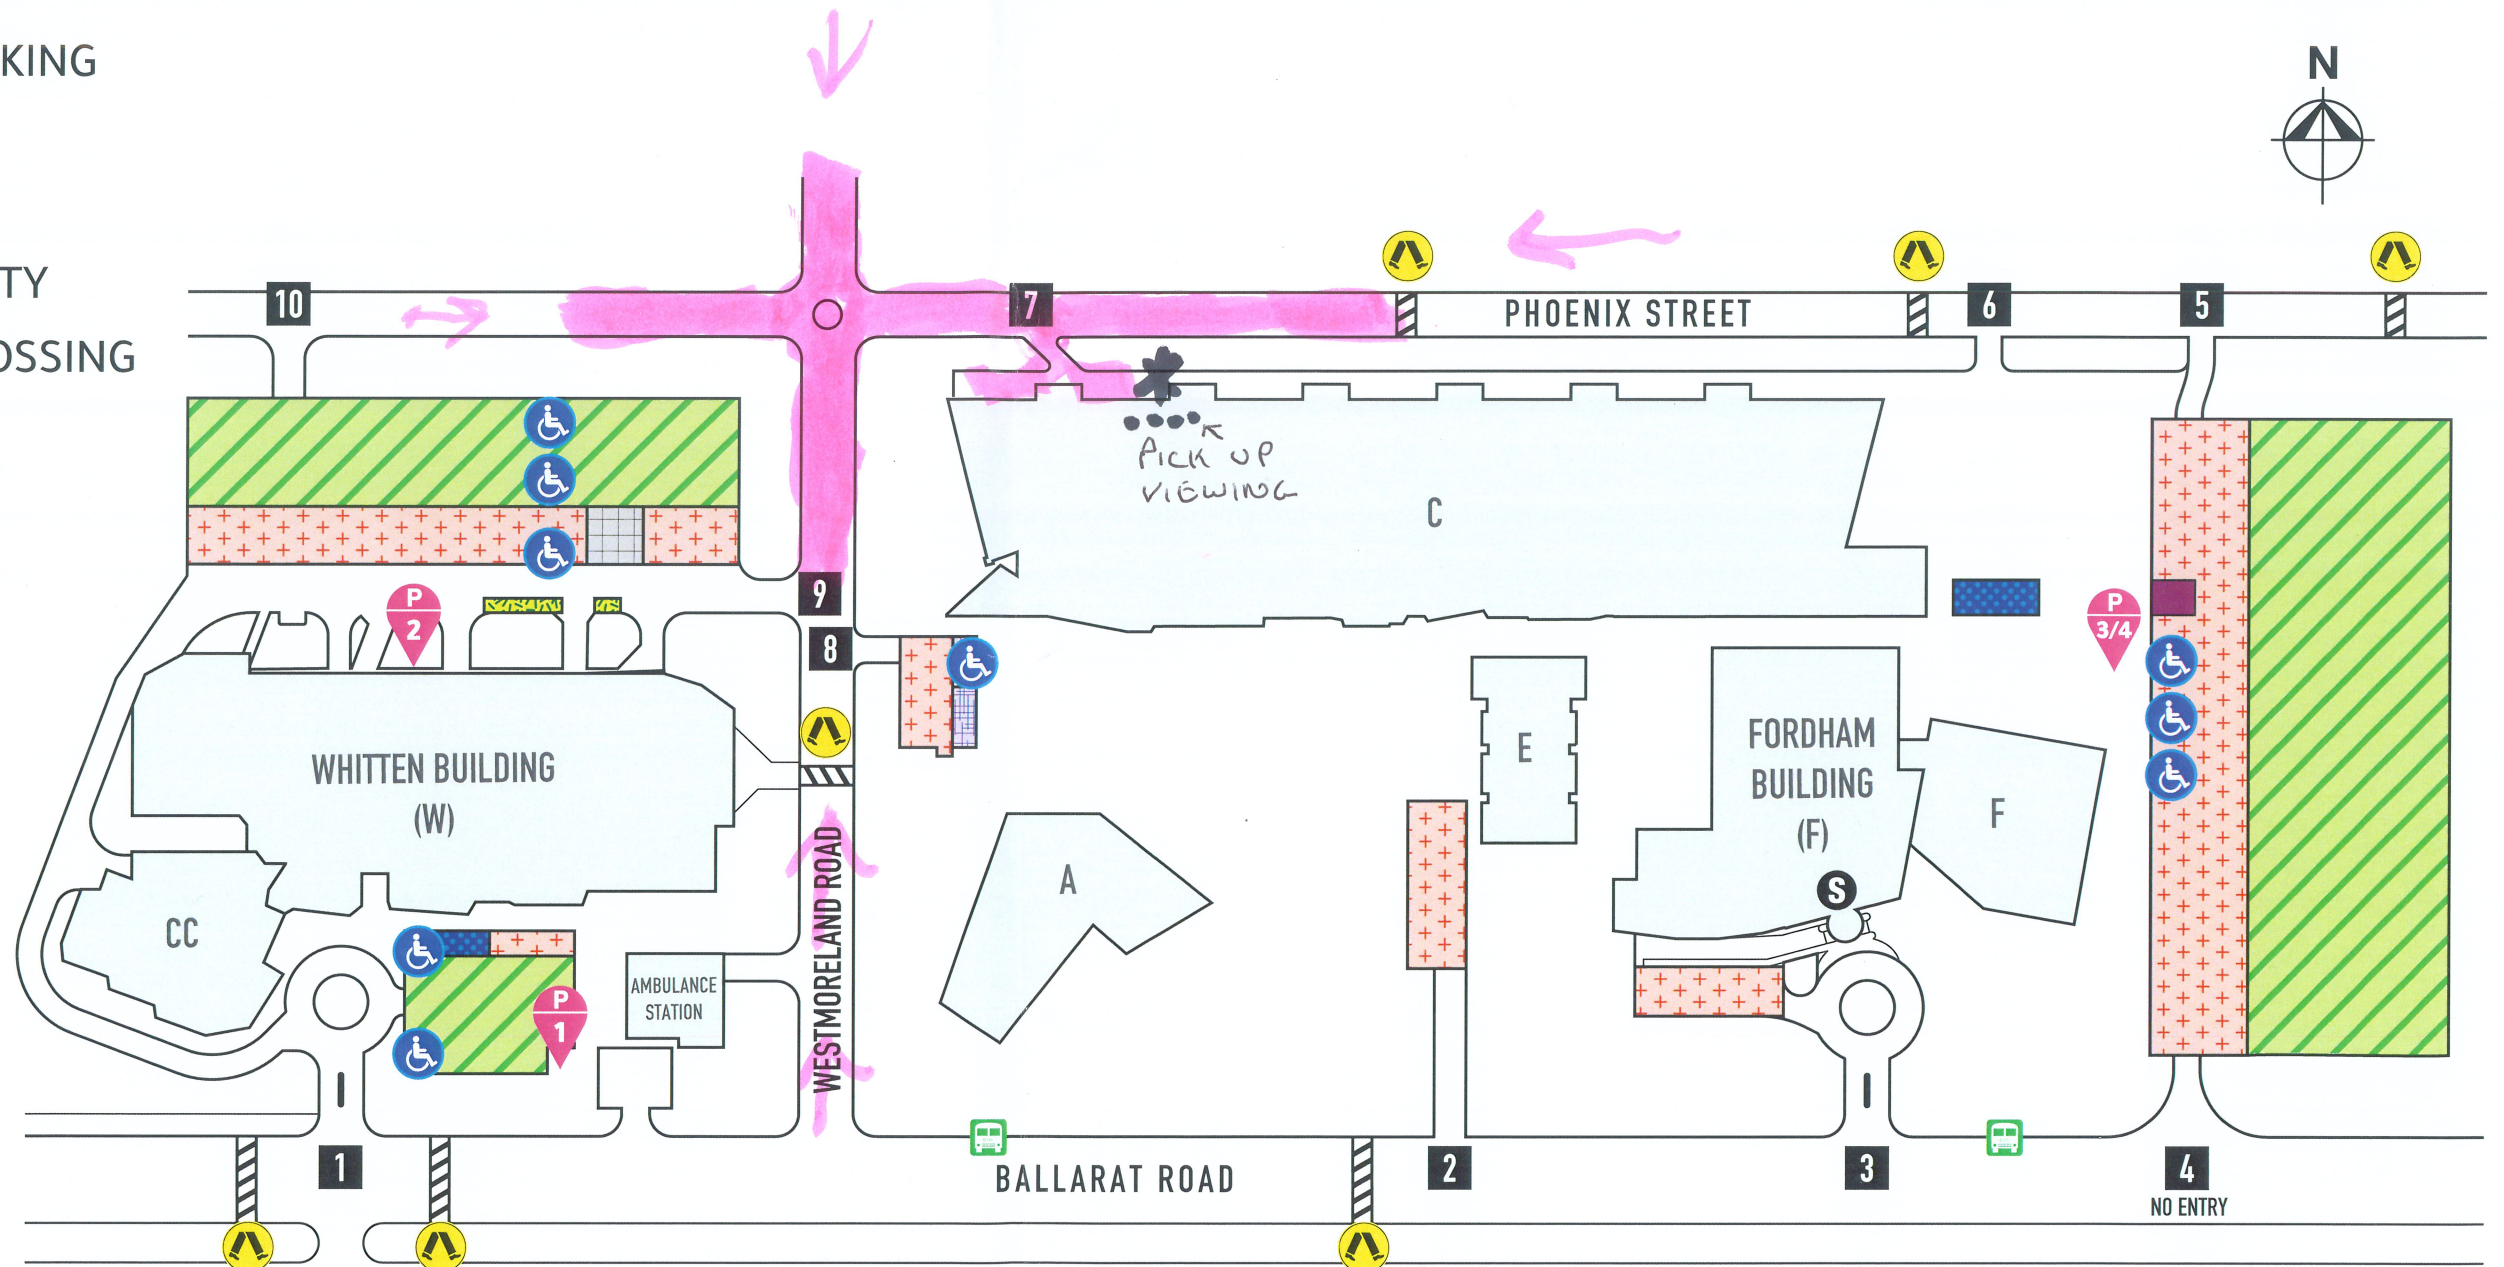 KING
N
TY
OSSING
10
7
PHOENIX STREET
6
5
PICK UP
VIEWING
C
9
8
P
2
P
3/4
WHITTEN BUILDING
(W)
E
FORDHAM
BUILDING
(F)
F
A
S
CC
AMBULANCE
STATION
P
1
WESTMORELAND ROAD
1
BALLARAT ROAD
2
3
4
NO ENTRY